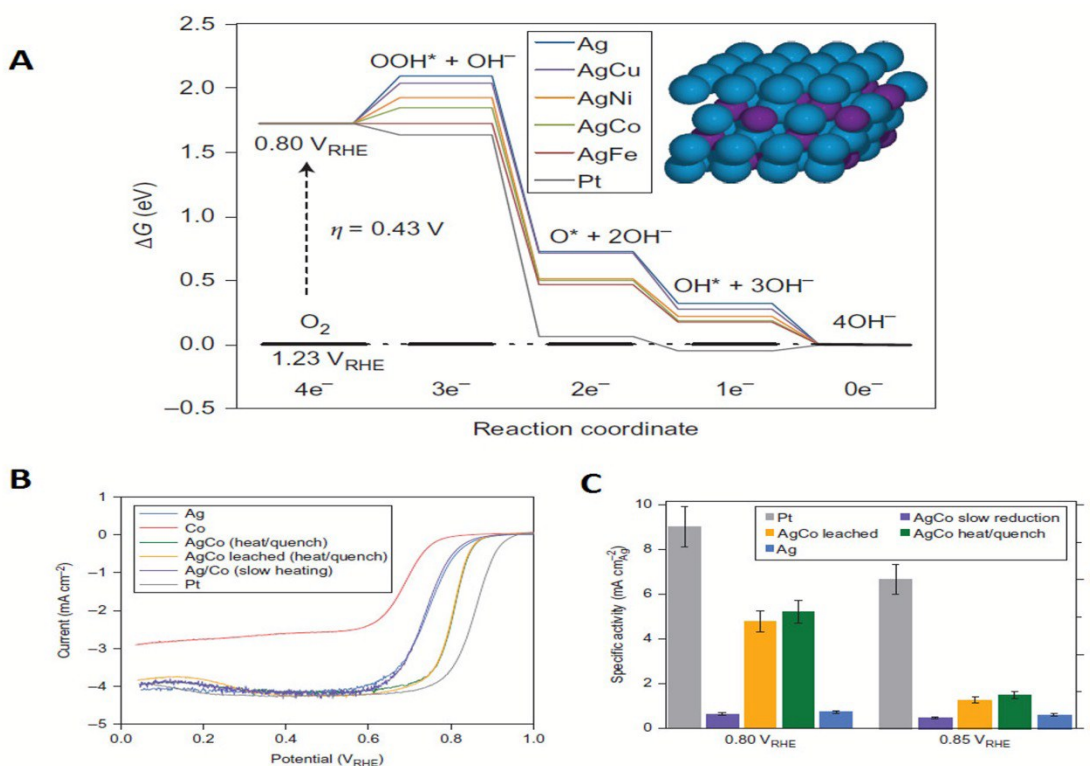 A
ΔG (eV)
2.5
2.0
1.5
1.0
0.5
0.0
−0.5
OOH* + OH⁻
0.80 V_RHE
η = 0.43 V
O₂
1.23 V_RHE
O* + 2OH⁻
OH* + 3OH⁻
4OH⁻
Ag
AgCu
AgNi
AgCo
AgFe
Pt
4e⁻ 3e⁻ 2e⁻ 1e⁻ 0e⁻
Reaction coordinate
B
Current (mA cm⁻²)
1
0
−1
−2
−3
−4
−5
Ag
Co
AgCo (heat/quench)
AgCo leached (heat/quench)
Ag/Co (slow heating)
Pt
0.0 0.2 0.4 0.6 0.8 1.0
Potential (V_RHE)
C
Specific activity (mA cm⁻²_Ag)
10
8
6
4
2
0
Pt
AgCo leached
Ag
AgCo slow reduction
AgCo heat/quench
0.80 V_RHE 0.85 V_RHE